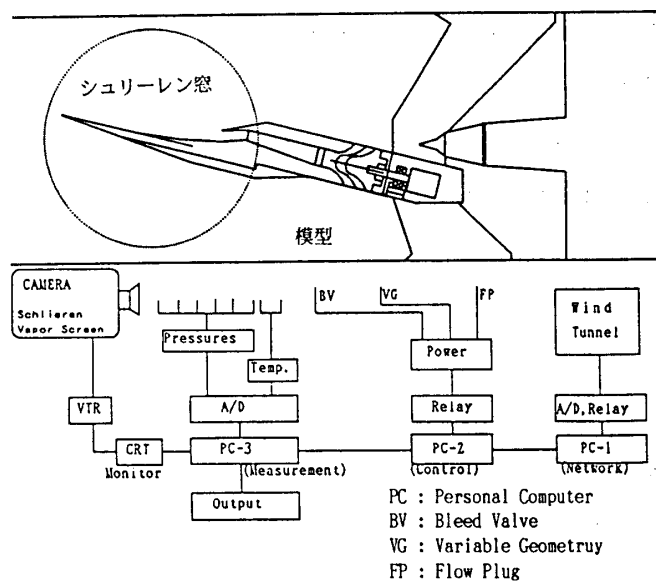 シュリーレン窓
模型
CAMERA
Schlieren
Vapor Screen
BV
VG
FP
Wind
Tunnel
Pressures
Power
Temp.
VTR
A/D
Relay
A/D,Relay
CRT
PC-3
PC-2
PC-1
Monitor
(Measurement)
(Control)
(Network)
Output
PC : Personal Computer
BV : Bleed Valve
VG : Variable Geometruy
FP : Flow Plug